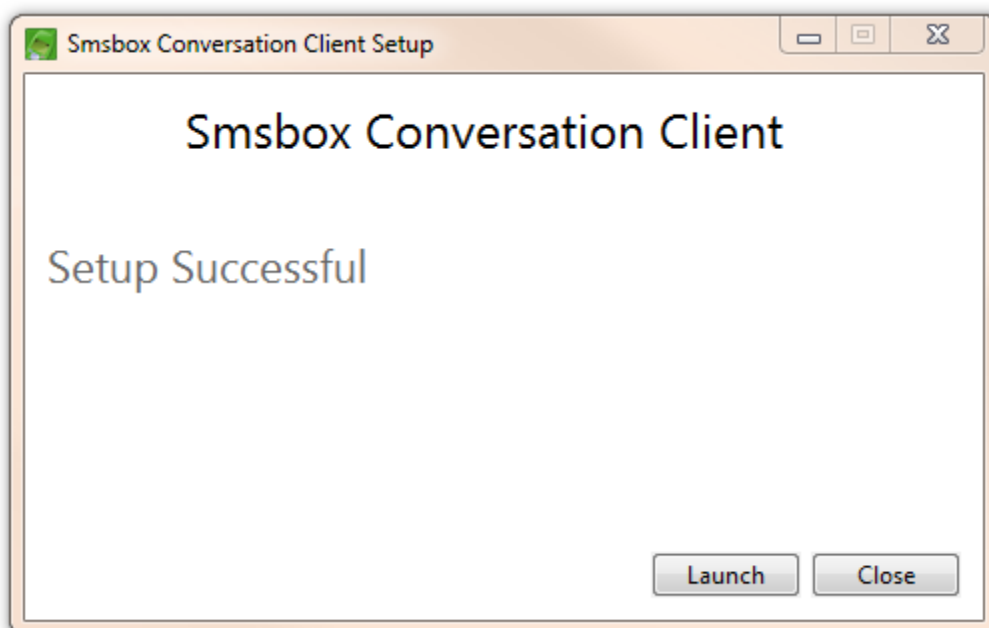 Smsbox Conversation Client Setup
Smsbox Conversation Client
Setup Successful
Launch Close